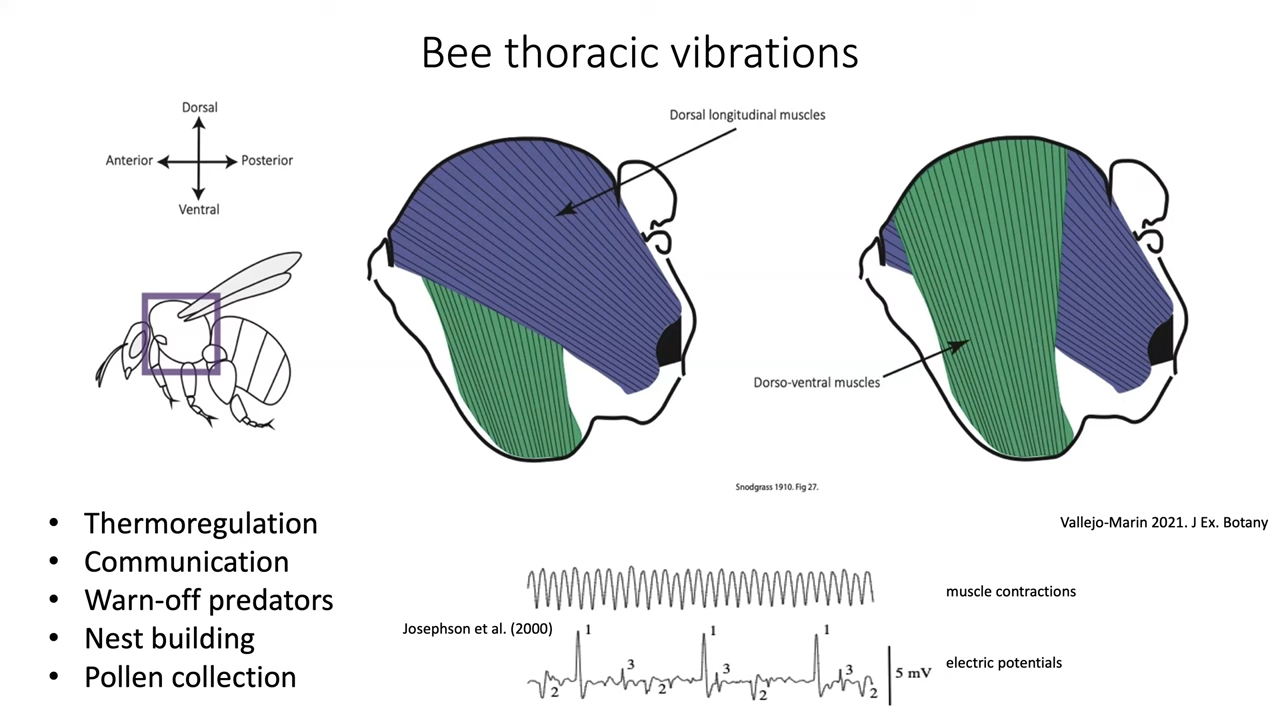 Bee thoracic vibrations
Dorsal
Anterior
Posterior
Ventral
Dorsal longitudinal muscles
Dorso-ventral muscles
Snodgrass 1910. Fig 27.
• Thermoregulation
• Communication
• Warn-off predators
• Nest building
• Pollen collection
Vallejo-Marin 2021. J Ex. Botany
muscle contractions
Josephson et al. (2000)
1
1
1
3
3
3
2
2
2
2
5 mV
electric potentials